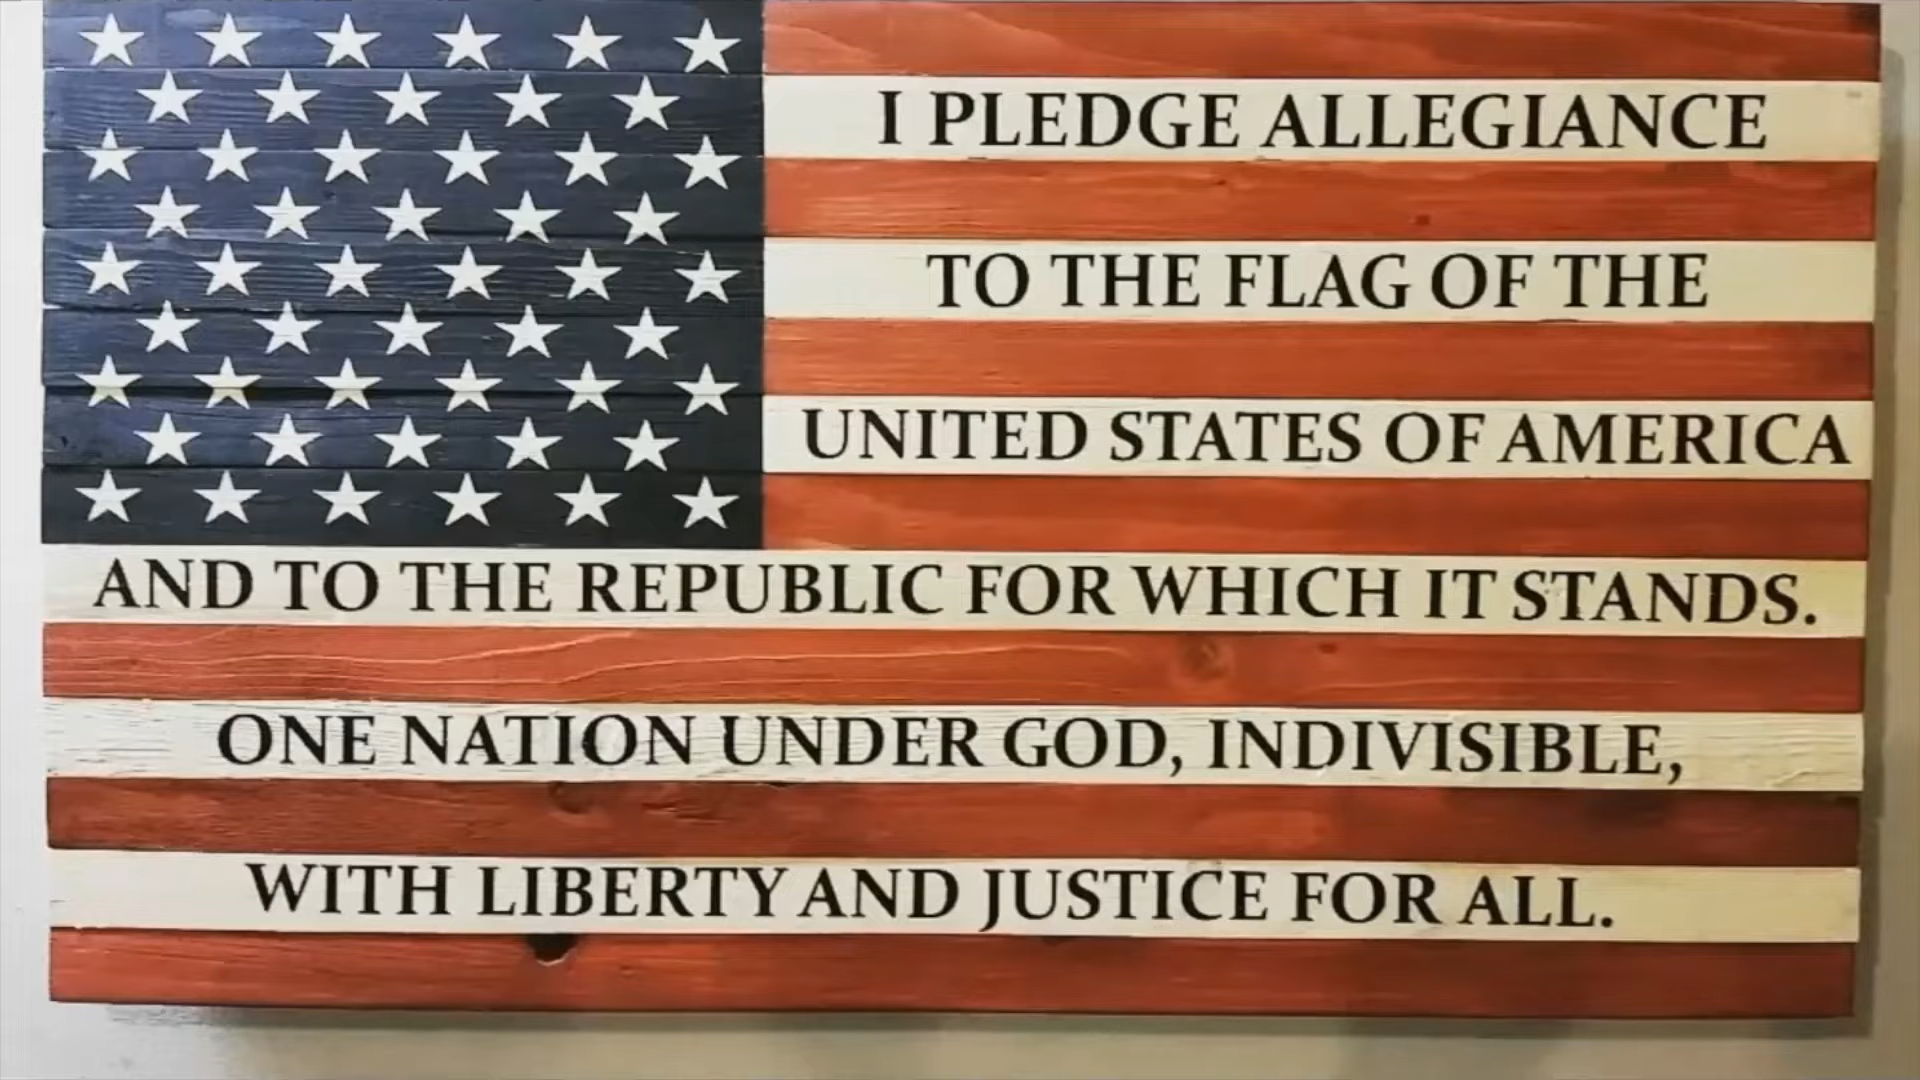 I PLEDGE ALLEGIANCE
TO THE FLAG OF THE
UNITED STATES OF AMERICA
AND TO THE REPUBLIC FOR WHICH IT STANDS.
ONE NATION UNDER GOD, INDIVISIBLE,
WITH LIBERTY AND JUSTICE FOR ALL.